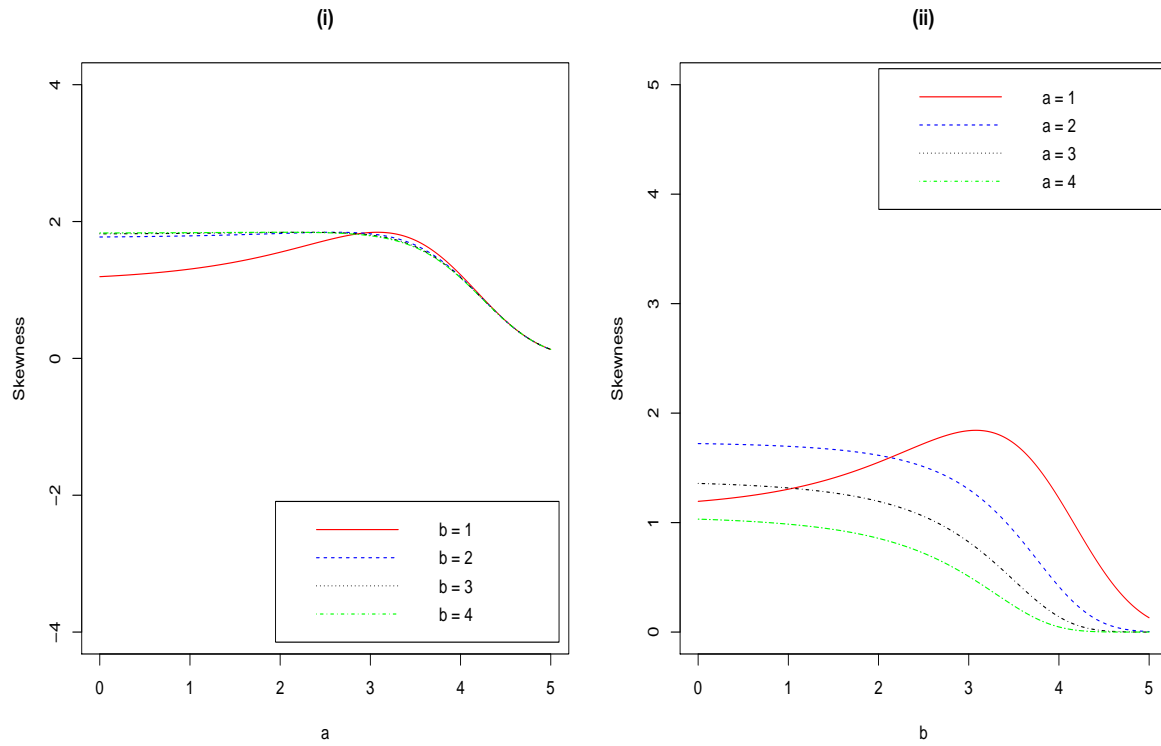 (i)
Skewness
4
2
0
−2
−4
b = 1
b = 2
b = 3
b = 4
0 1 2 3 4 5
a
(ii)
Skewness
5
4
3
2
1
0
a = 1
a = 2
a = 3
a = 4
0 1 2 3 4 5
b